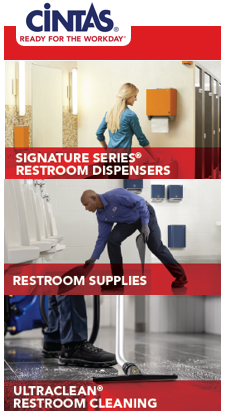 CINTAS®
READY FOR THE WORKDAY®
SIGNATURE SERIES®
RESTROOM DISPENSERS
RESTROOM SUPPLIES
ULTRACLEAN®
RESTROOM CLEANING